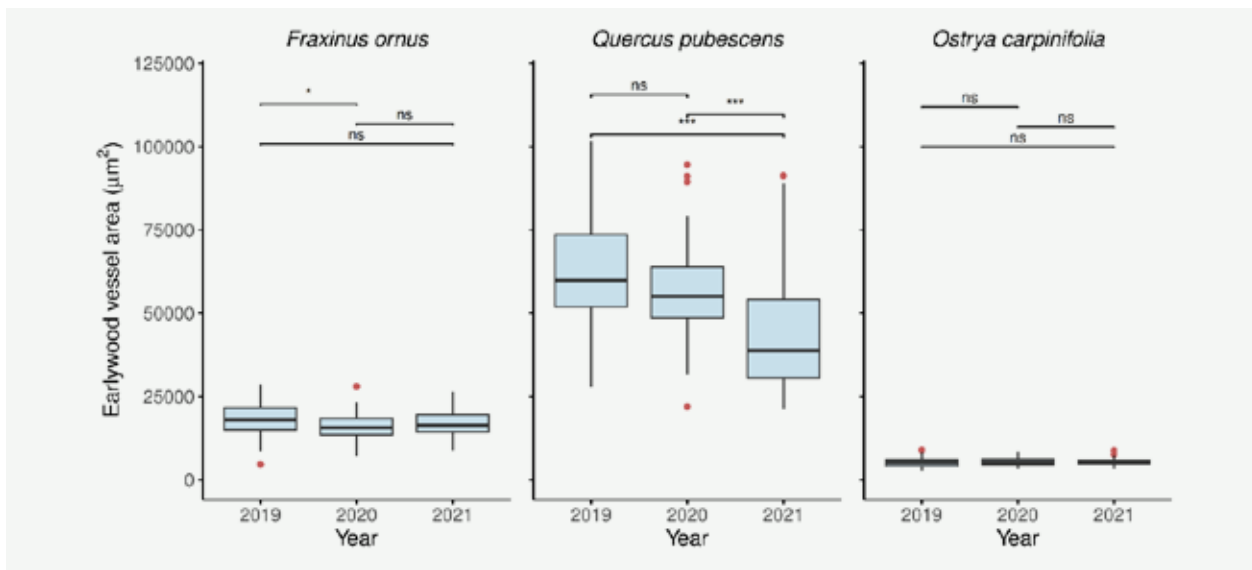 Fraxinus ornus Quercus pubescens Ostrya carpinifolia
Earlywood vessel area (μm²)
125000
100000
75000
50000
25000
0
* ns ns
ns *** ***
ns ns ns
2019 2020 2021 2019 2020 2021 2019 2020 2021
Year Year Year